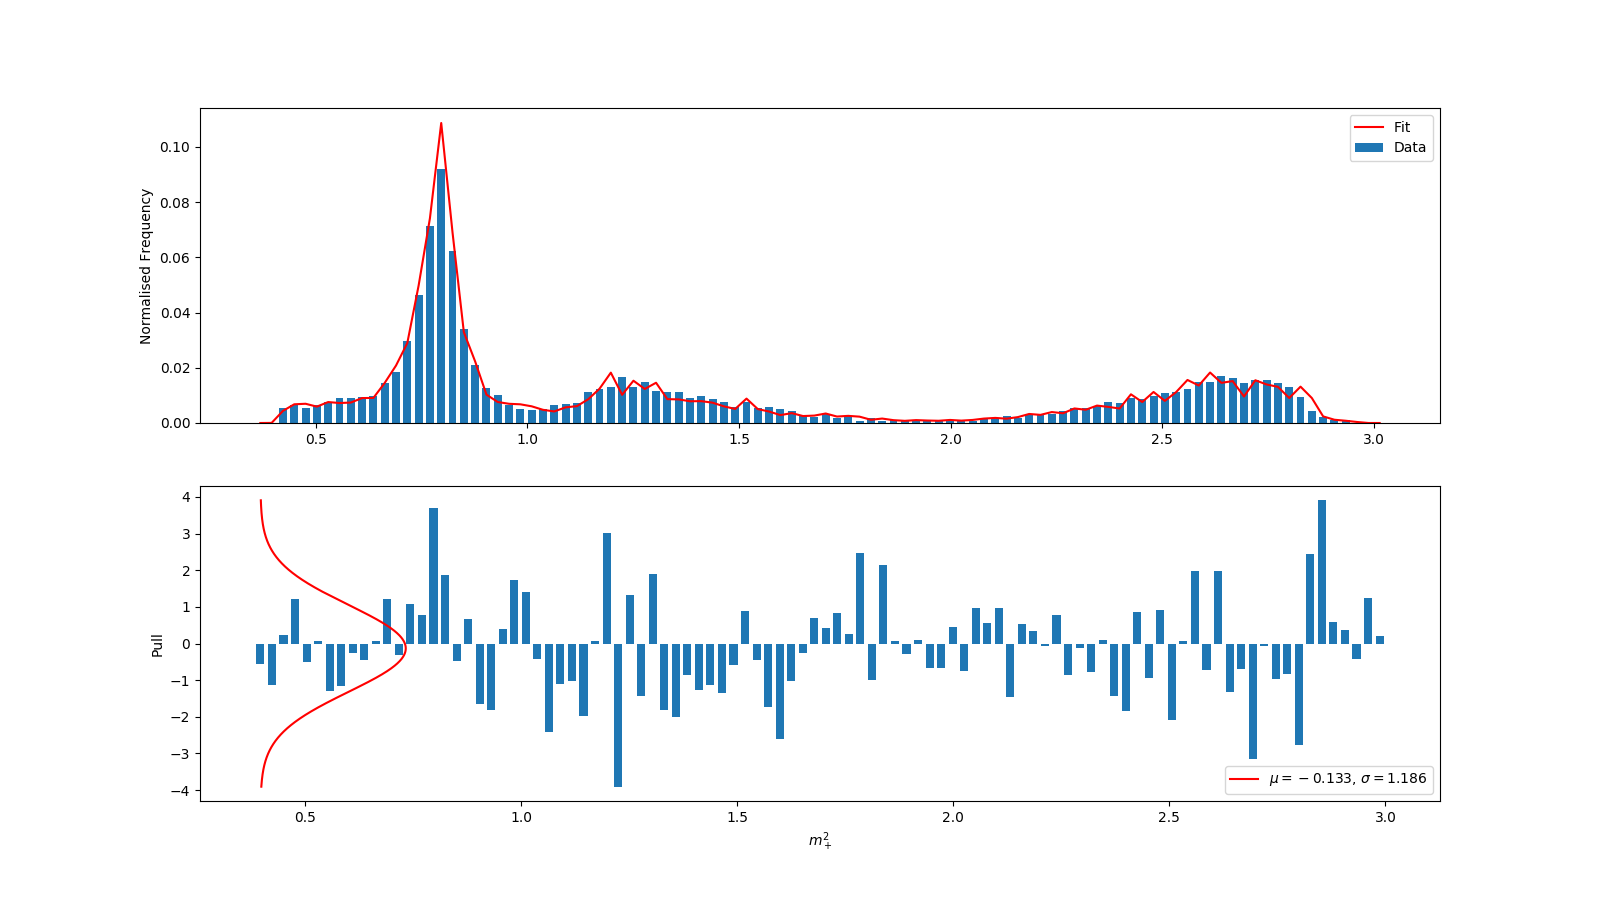 Fit
Data
0.10
0.08
0.06
0.04
0.02
0.00
Normalised Frequency
0.5 1.0 1.5 2.0 2.5 3.0
4
3
2
1
0
−1
−2
−3
−4
Pull
μ = −0.133, σ = 1.186
0.5 1.0 1.5 2.0 2.5 3.0
m²₊